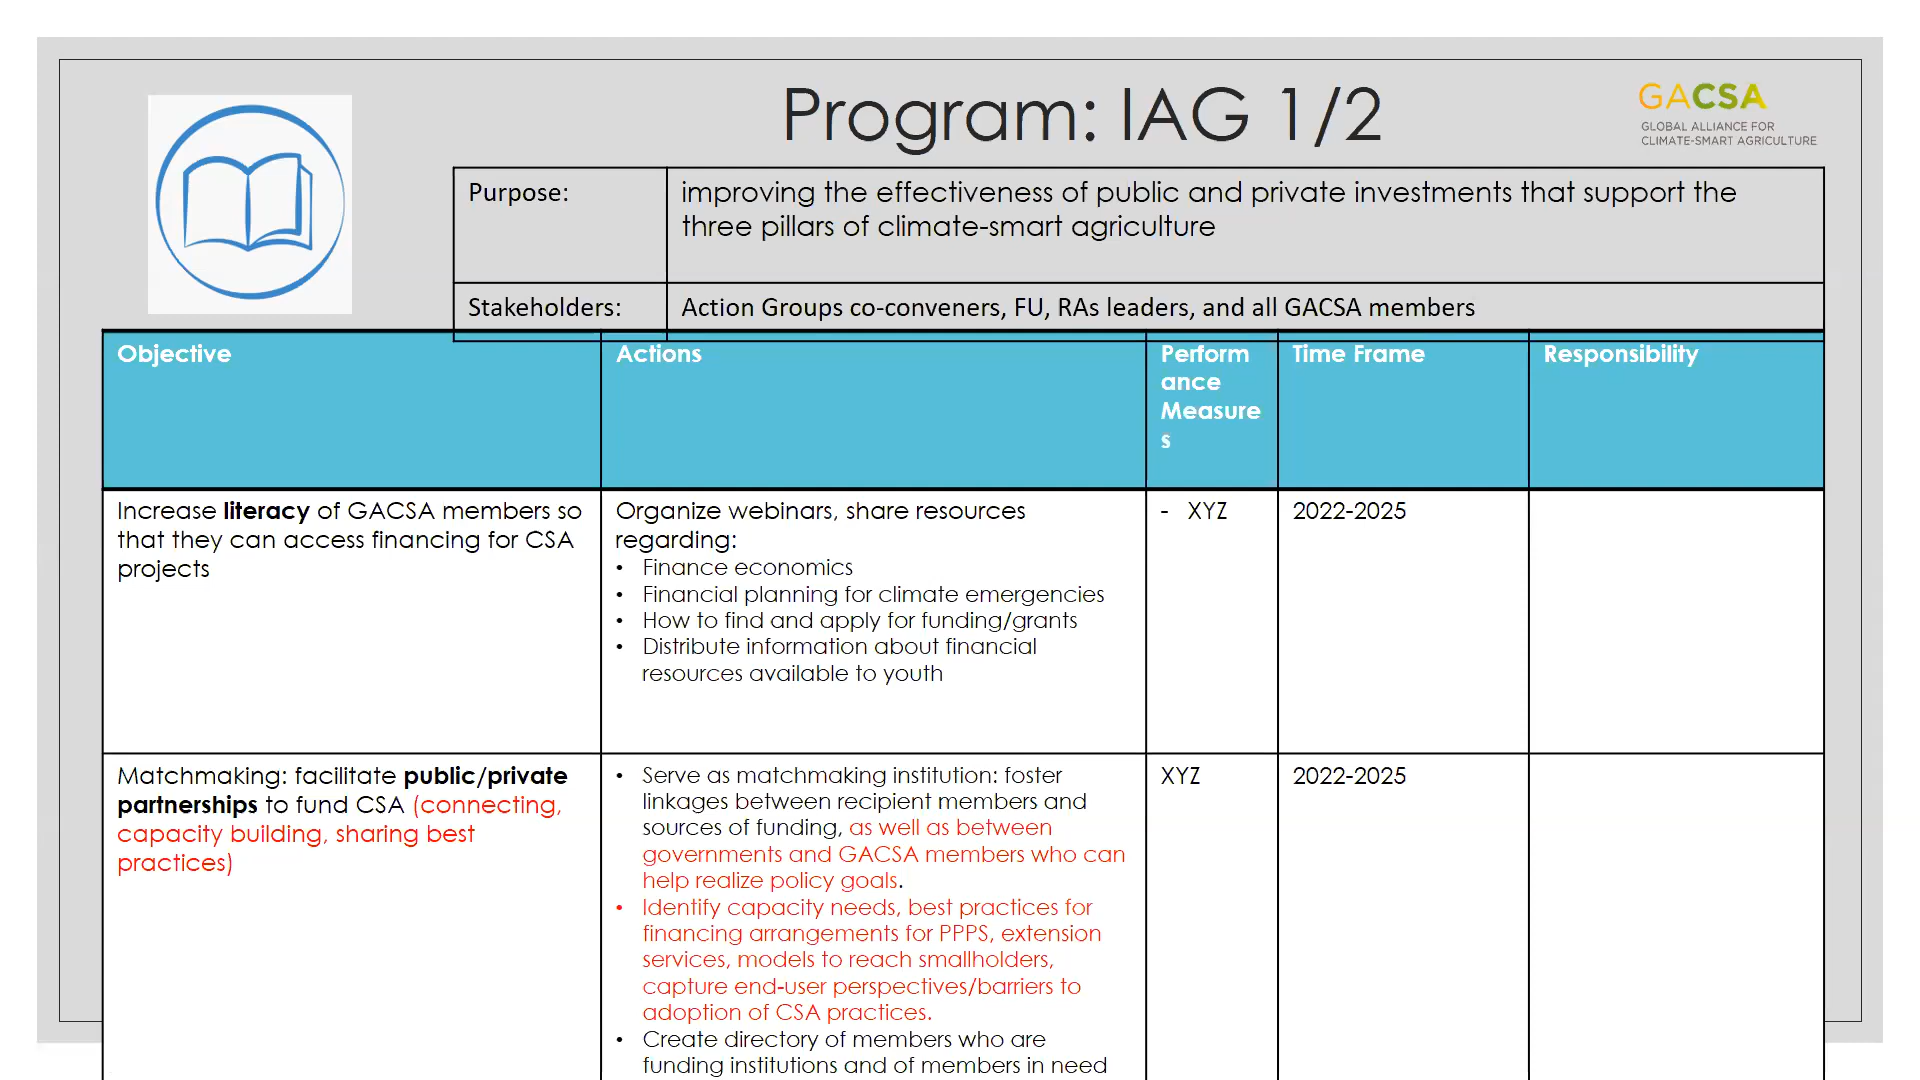 Program: IAG 1/2
GACSA
GLOBAL ALLIANCE FOR
CLIMATE-SMART AGRICULTURE
Purpose:
improving the effectiveness of public and private investments that support the
three pillars of climate-smart agriculture
Stakeholders:
Action Groups co-conveners, FU, RAs leaders, and all GACSA members
Objective
Actions
Perform
ance
Measure
s
Time Frame
Responsibility
Increase literacy of GACSA members so
that they can access financing for CSA
projects
Organize webinars, share resources
regarding:
• Finance economics
• Financial planning for climate emergencies
• How to find and apply for funding/grants
• Distribute information about financial
resources available to youth
- XYZ
2022-2025
Matchmaking: facilitate public/private
partnerships to fund CSA (connecting,
capacity building, sharing best
practices)
• Serve as matchmaking institution: foster
linkages between recipient members and
sources of funding, as well as between
governments and GACSA members who can
help realize policy goals.
• Identify capacity needs, best practices for
financing arrangements for PPPS, extension
services, models to reach smallholders,
capture end-user perspectives/barriers to
adoption of CSA practices.
• Create directory of members who are
funding institutions and of members in need
XYZ
2022-2025